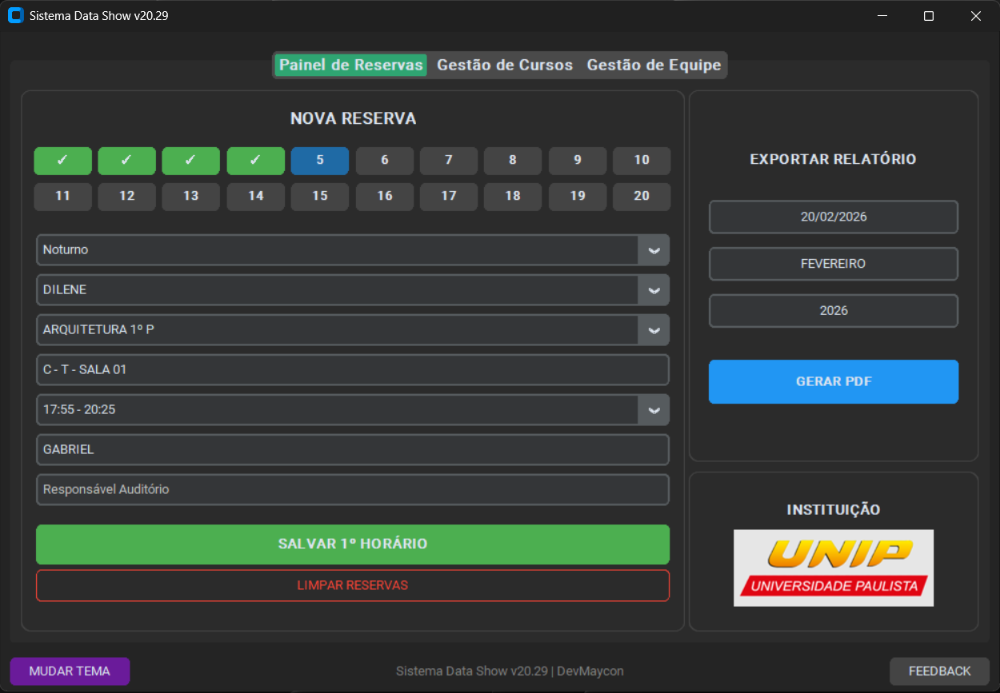 Sistema Data Show v20.29
Painel de Reservas Gestão de Cursos Gestão de Equipe
NOVA RESERVA
✓ ✓ ✓ ✓ 5 6 7 8 9 10
11 12 13 14 15 16 17 18 19 20
Noturno
DILENE
ARQUITETURA 1º P
C - T - SALA 01
17:55 - 20:25
GABRIEL
Responsável Auditório
SALVAR 1º HORÁRIO
LIMPAR RESERVAS
EXPORTAR RELATÓRIO
20/02/2026
FEVEREIRO
2026
GERAR PDF
INSTITUIÇÃO
UNIP
UNIVERSIDADE PAULISTA
MUDAR TEMA
Sistema Data Show v20.29 | DevMaycon
FEEDBACK